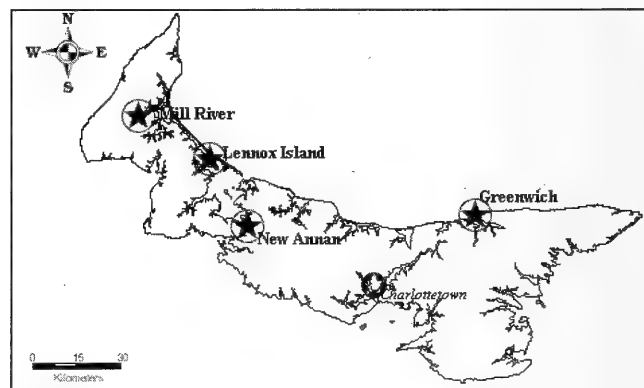 N
W E
S
Mill River
Lennox Island
Greenwich
New Annan
Charlottetown
0 15 30
Kilometers